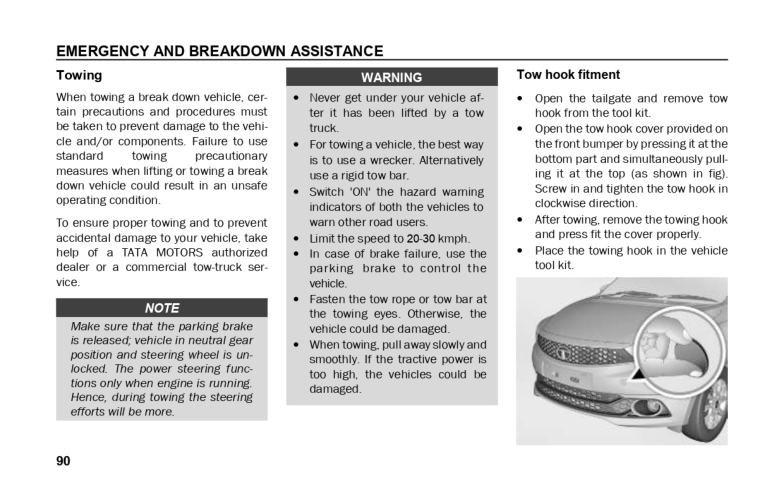 EMERGENCY AND BREAKDOWN ASSISTANCE
Towing
When towing a break down vehicle, cer-
tain precautions and procedures must
be taken to prevent damage to the vehi-
cle and/or components. Failure to use
standard towing precautionary
measures when lifting or towing a break
down vehicle could result in an unsafe
operating condition.
To ensure proper towing and to prevent
accidental damage to your vehicle, take
help of a TATA MOTORS authorized
dealer or a commercial tow-truck ser-
vice.
NOTE
Make sure that the parking brake
is released; vehicle in neutral gear
position and steering wheel is un-
locked. The power steering func-
tions only when engine is running.
Hence, during towing the steering
efforts will be more.
WARNING
• Never get under your vehicle af-
ter it has been lifted by a tow
truck.
• For towing a vehicle, the best way
is to use a wrecker. Alternatively
use a rigid tow bar.
• Switch 'ON' the hazard warning
indicators of both the vehicles to
warn other road users.
• Limit the speed to 20-30 kmph.
• In case of brake failure, use the
parking brake to control the
vehicle.
• Fasten the tow rope or tow bar at
the towing eyes. Otherwise, the
vehicle could be damaged.
• When towing, pull away slowly and
smoothly. If the tractive power is
too high, the vehicles could be
damaged.
Tow hook fitment
• Open the tailgate and remove tow
hook from the tool kit.
• Open the tow hook cover provided on
the front bumper by pressing it at the
bottom part and simultaneously pull-
ing it at the top (as shown in fig).
Screw in and tighten the tow hook in
clockwise direction.
• After towing, remove the towing hook
and press fit the cover properly.
• Place the towing hook in the vehicle
tool kit.
90